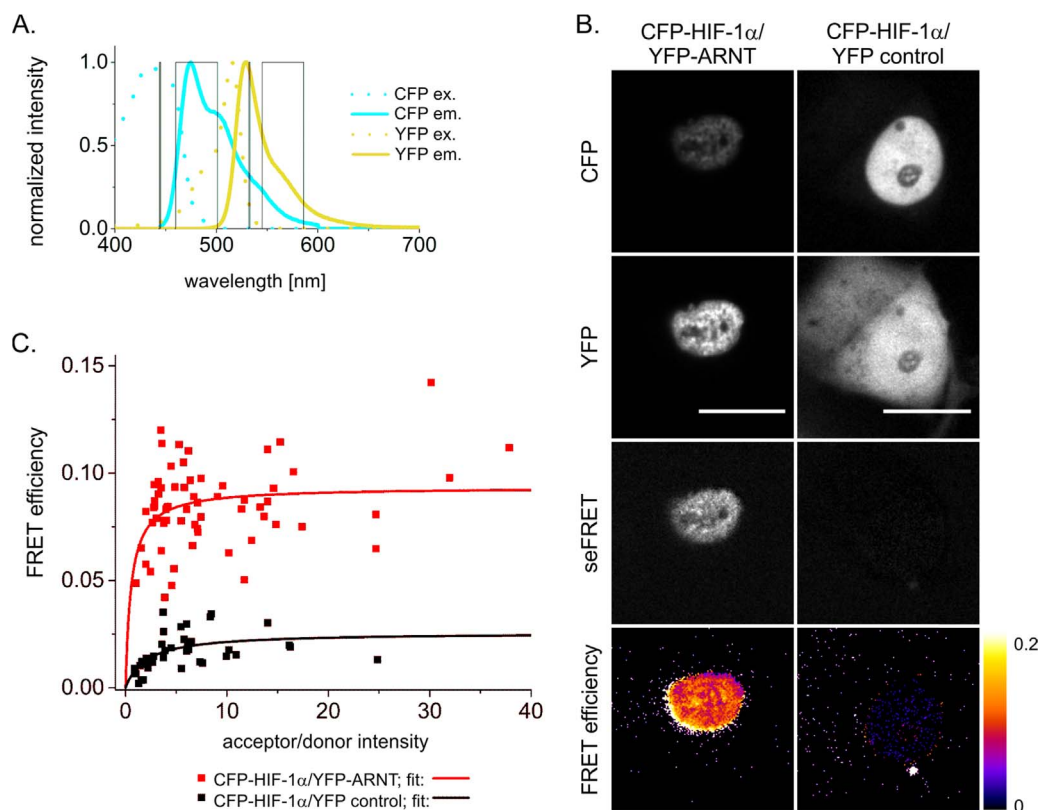 A.
normalized intensity
1.0
0.5
0.0
400
500
600
700
wavelength [nm]
CFP ex.
CFP em.
YFP ex.
YFP em.
B.
CFP-HIF-1α/
YFP-ARNT
CFP-HIF-1α/
YFP control
CFP
YFP
seFRET
FRET efficiency
0.2
0
C.
FRET efficiency
0.15
0.10
0.05
0.00
0
10
20
30
40
acceptor/donor intensity
CFP-HIF-1α/YFP-ARNT; fit:
CFP-HIF-1α/YFP control; fit: